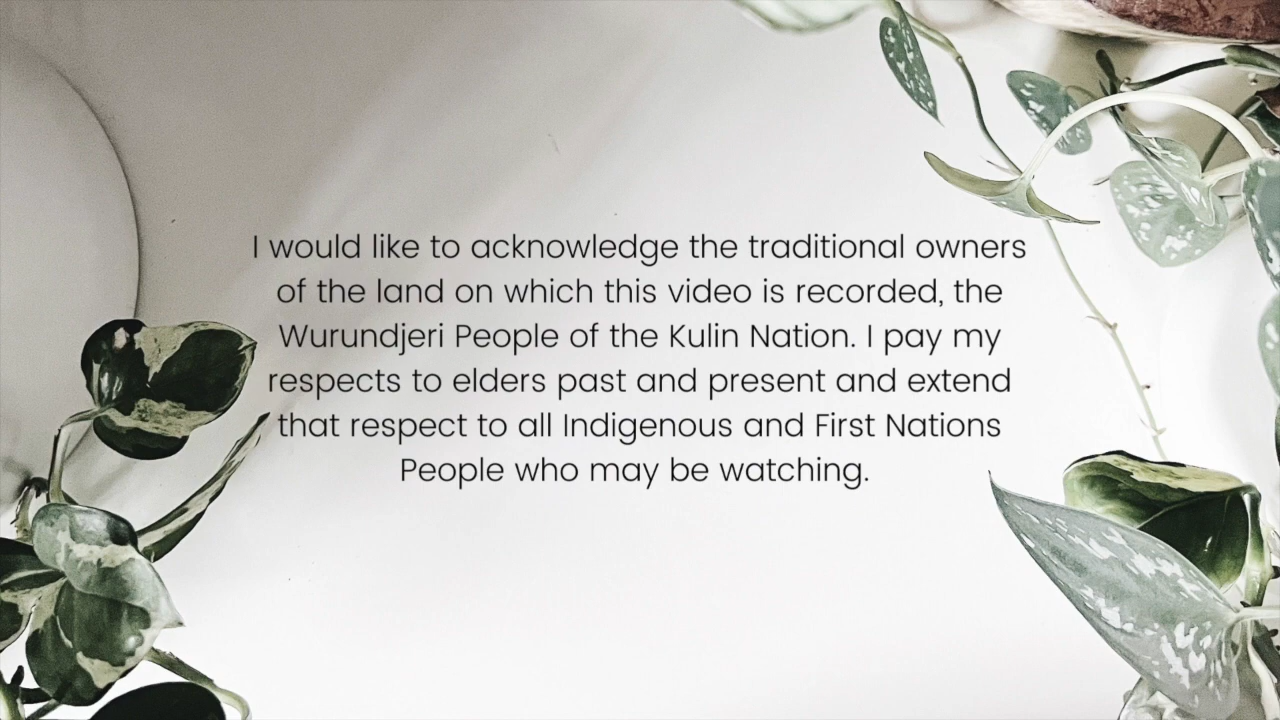 I would like to acknowledge the traditional owners
of the land on which this video is recorded, the
Wurundjeri People of the Kulin Nation. I pay my
respects to elders past and present and extend
that respect to all Indigenous and First Nations
People who may be watching.